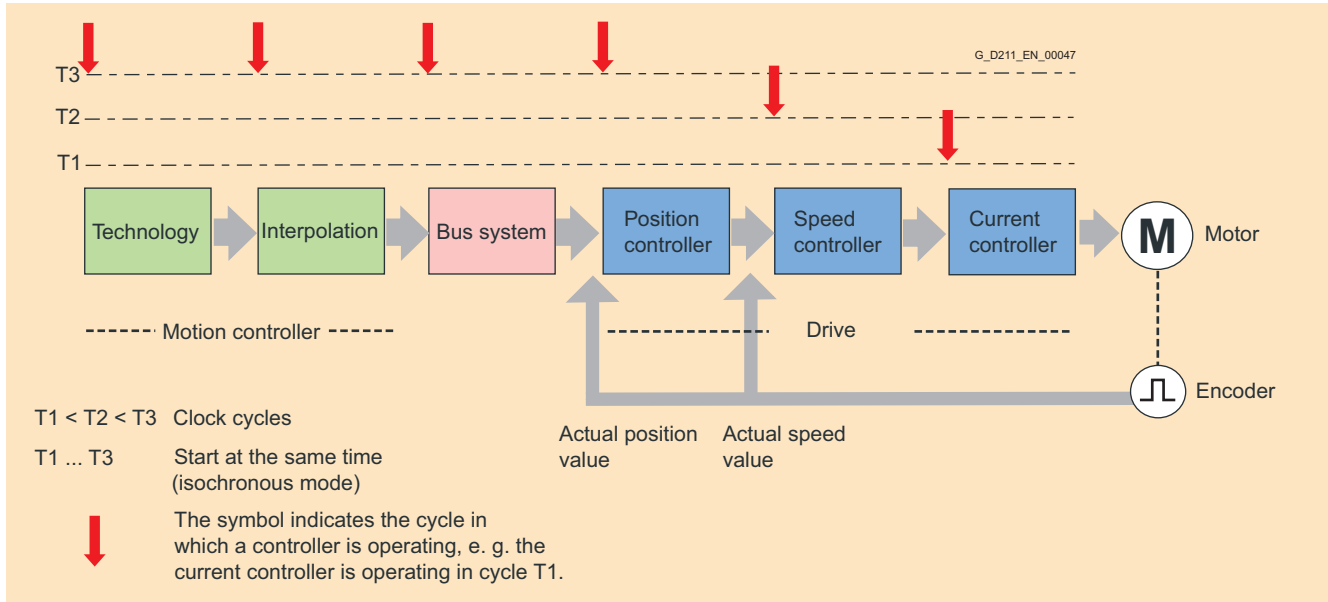 G_D211_EN_00047
T3
T2
T1
Technology
Interpolation
Bus system
Position
controller
Speed
controller
Current
controller
M
Motor
Motion controller
Drive
Encoder
T1 < T2 < T3 Clock cycles
Actual position
value
Actual speed
value
T1 ... T3 Start at the same time
(isochronous mode)
The symbol indicates the cycle in
which a controller is operating, e. g. the
current controller is operating in cycle T1.